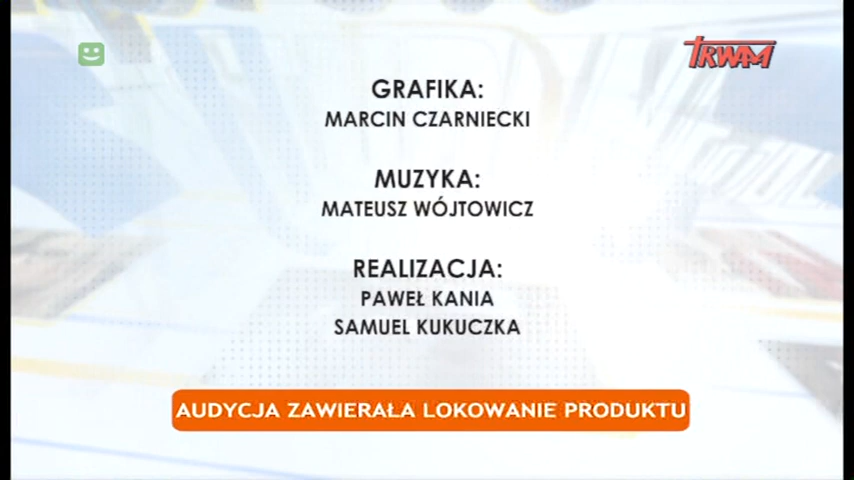 TRWAM
GRAFIKA:
MARCIN CZARNIECKI
MUZYKA:
MATEUSZ WÓJTOWICZ
REALIZACJA:
PAWEŁ KANIA
SAMUEL KUKUCZKA
AUDYCJA ZAWIERAŁA LOKOWANIE PRODUKTU